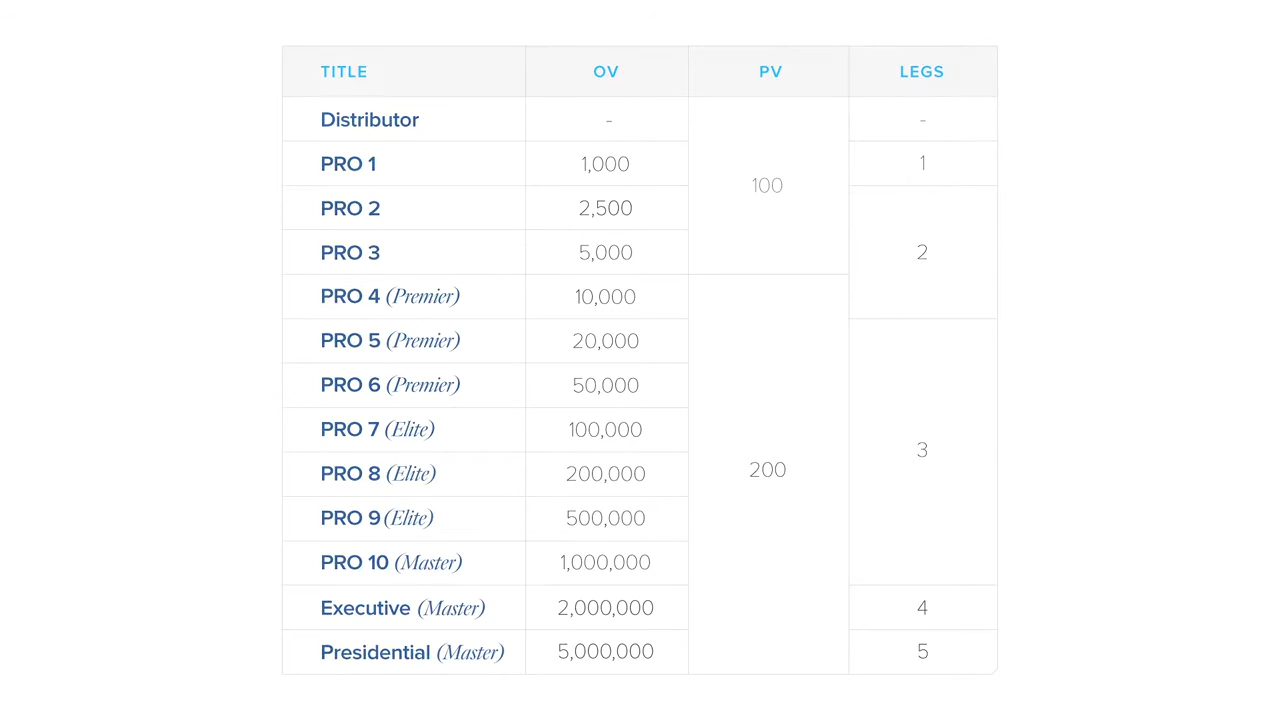 TITLE OV PV LEGS
Distributor - -
PRO 1 1,000 1
100
PRO 2 2,500
PRO 3 5,000 2
PRO 4 (Premier) 10,000
PRO 5 (Premier) 20,000
PRO 6 (Premier) 50,000
PRO 7 (Elite) 100,000
3
PRO 8 (Elite) 200,000 200
PRO 9 (Elite) 500,000
PRO 10 (Master) 1,000,000
Executive (Master) 2,000,000 4
Presidential (Master) 5,000,000 5